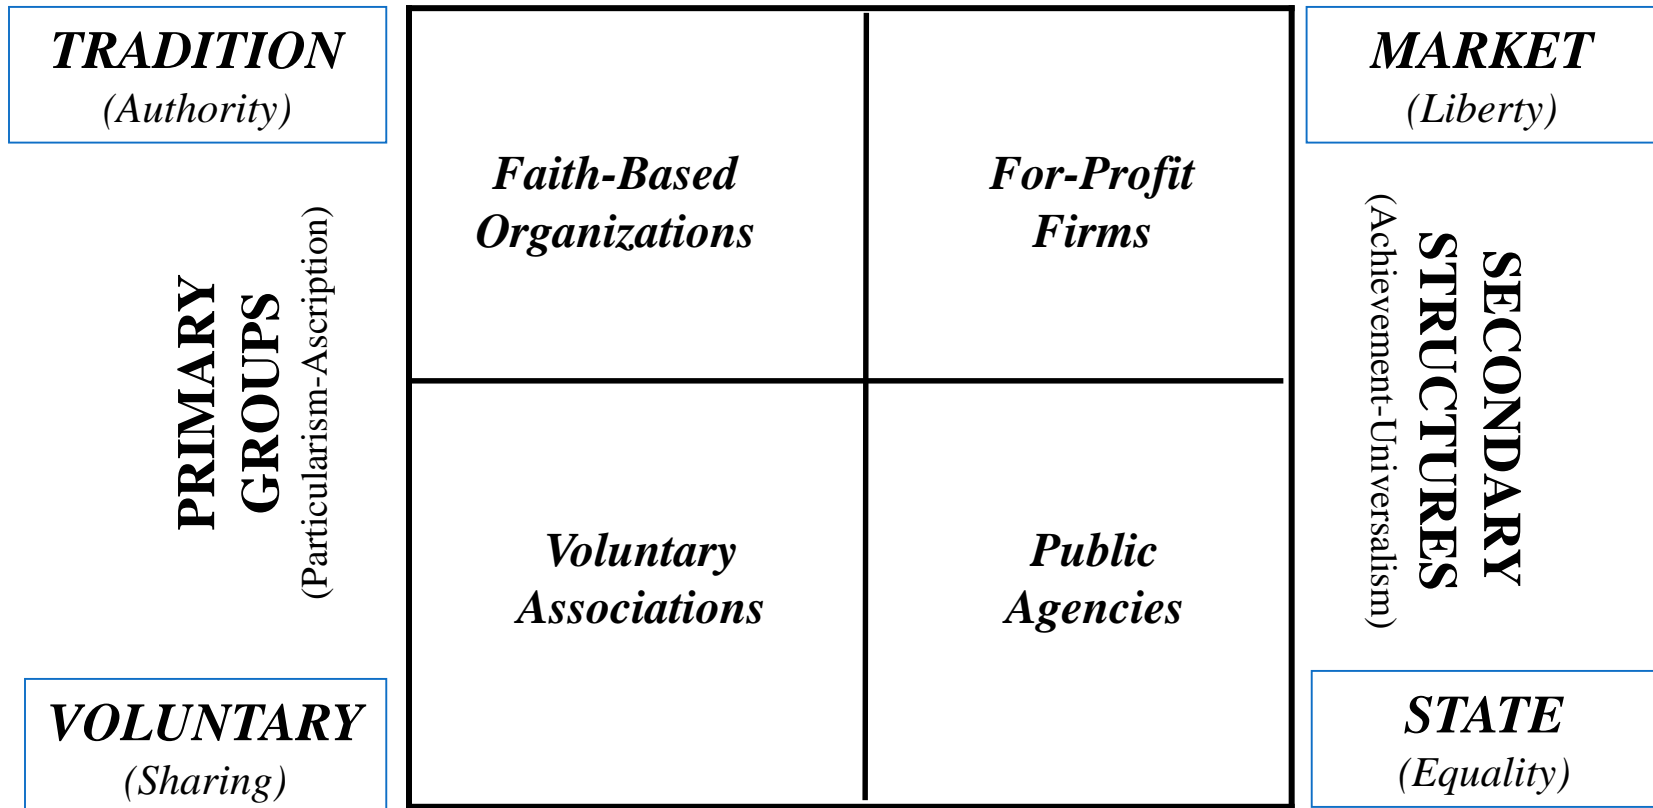 TRADITION
(Authority)
MARKET
(Liberty)
Faith-Based
Organizations
For-Profit
Firms
PRIMARY
GROUPS
(Particularism-Ascription)
SECONDARY
STRUCTURES
(Achievement-Universalism)
Voluntary
Associations
Public
Agencies
VOLUNTARY
(Sharing)
STATE
(Equality)